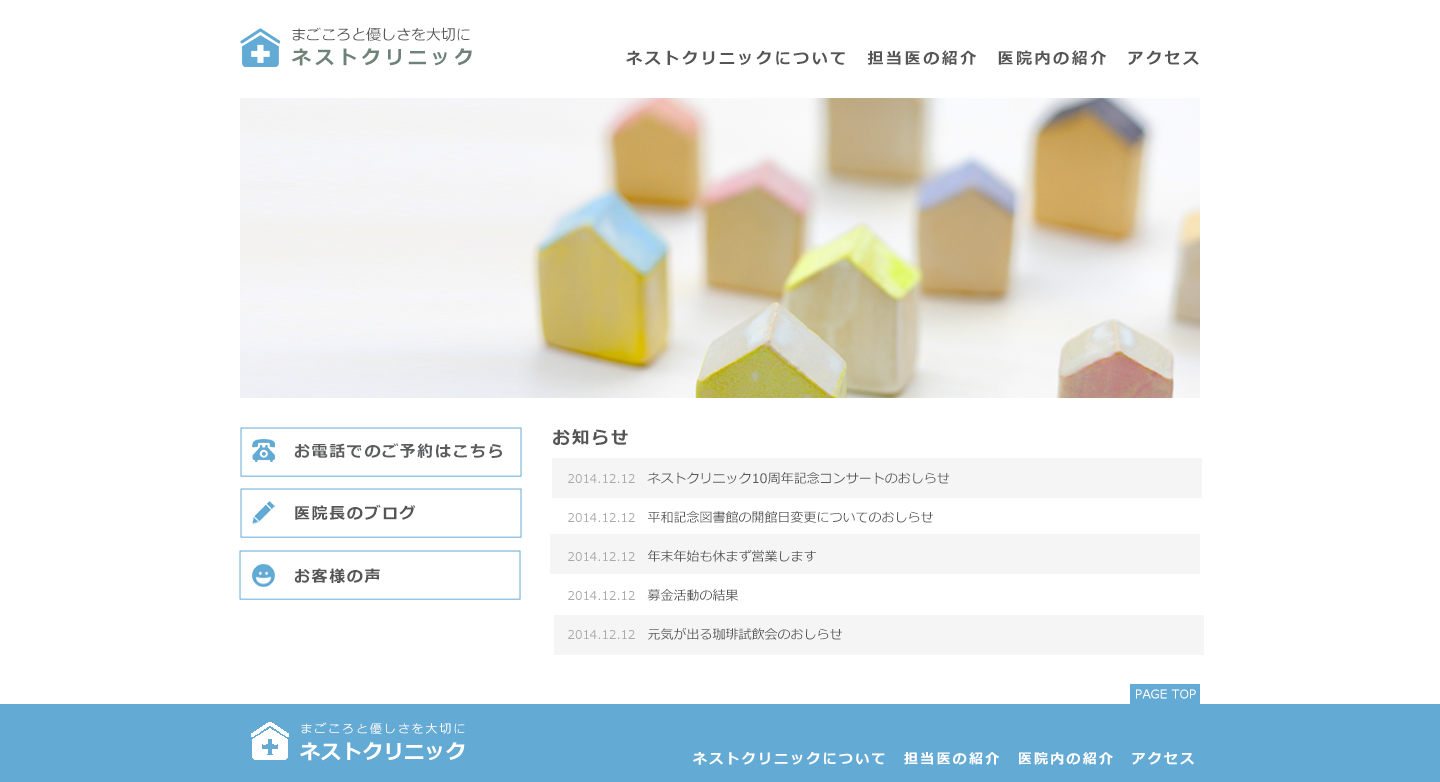 まごころと優しさを大切に
ネストクリニック
ネストクリニックについて 担当医の紹介 医院内の紹介 アクセス
お電話でのご予約はこちら
医院長のブログ
お客様の声
お知らせ
2014.12.12 ネストクリニック10周年記念コンサートのおしらせ
2014.12.12 平和記念図書館の開館日変更についてのおしらせ
2014.12.12 年末年始も休まず営業します
2014.12.12 募金活動の結果
2014.12.12 元気が出る珈琲試飲会のおしらせ
PAGE TOP
まごころと優しさを大切に
ネストクリニック
ネストクリニックについて 担当医の紹介 医院内の紹介 アクセス